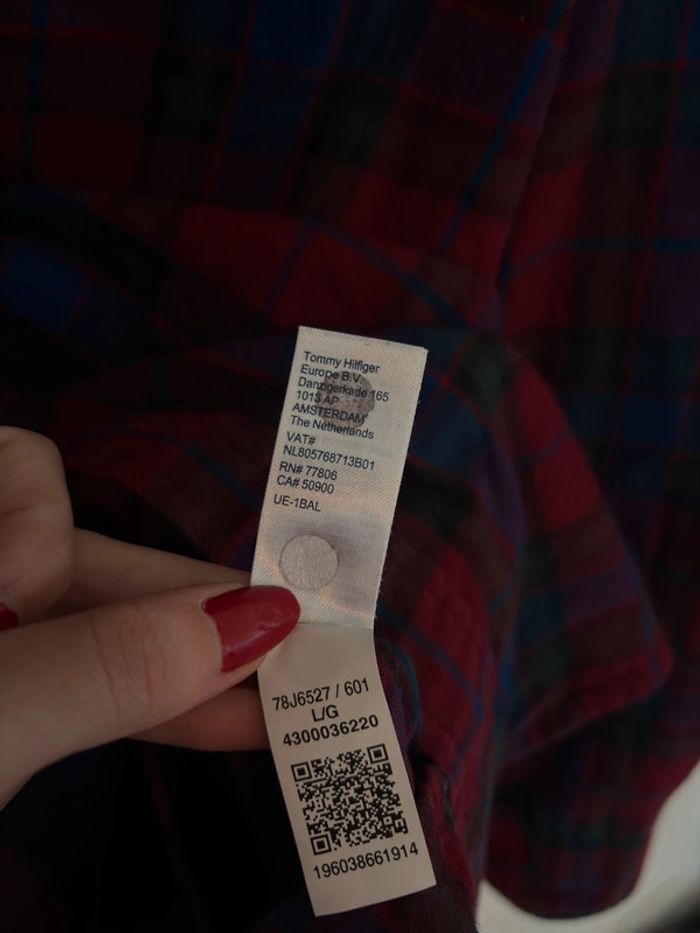 Tommy Hilfiger
Europe B.V.
Danzigerkade 165
1013 AP
AMSTERDAM
The Netherlands
VAT#
NL805768713B01
RN# 77806
CA# 50900
UE-1BAL
78J6527 / 601
L/G
4300036220
196038661914